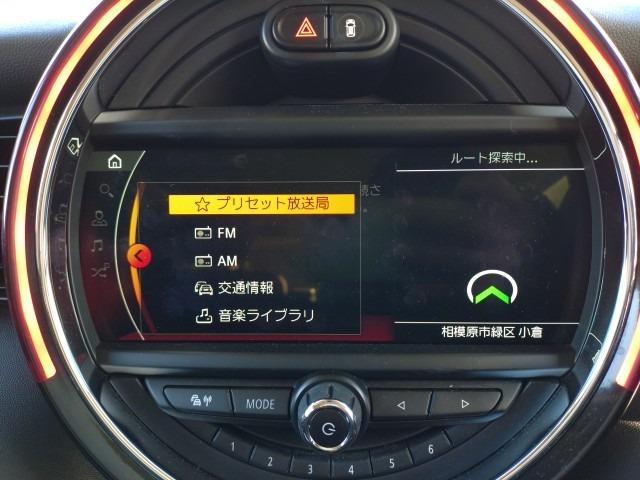 ルート探索中...
☆ プリセット放送局
続さ
FM
AM
交通情報
音楽ライブラリ
相模原市緑区 小倉
MODE
1 2 3 4 5 6